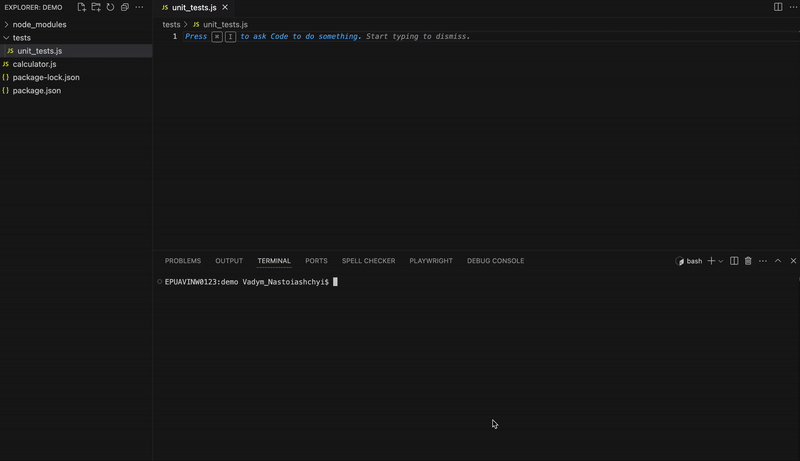 EXPLORER: DEMO
node_modules
tests
JS unit_tests.js
JS calculator.js
{} package-lock.json
{} package.json
JS unit_tests.js
tests > JS unit_tests.js
1 Press ⌘ I to ask Code to do something. Start typing to dismiss.
PROBLEMS OUTPUT TERMINAL PORTS SPELL CHECKER PLAYWRIGHT DEBUG CONSOLE
bash
EPUAVINW0123:demo Vadym_Nastoiashchyi$